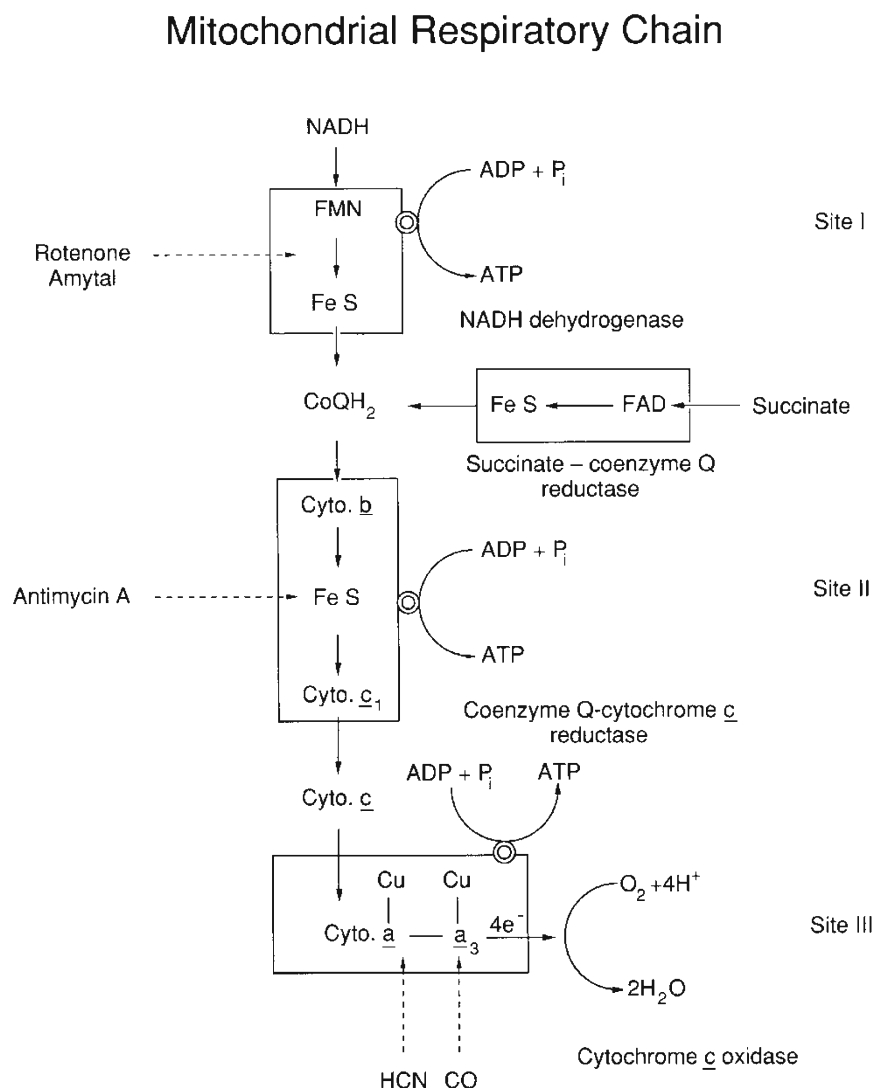 Mitochondrial Respiratory Chain
NADH
ADP + Pi
FMN
Site I
Rotenone
Amytal
ATP
Fe S
NADH dehydrogenase
CoQH2
Fe S
FAD
Succinate
Succinate – coenzyme Q
reductase
Cyto. b
ADP + Pi
Antimycin A
Fe S
Site II
ATP
Cyto. c1
Coenzyme Q-cytochrome c
reductase
ADP + Pi
ATP
Cyto. c
Cu
Cu
O2 +4H+
Cyto. a
a3
4e-
Site III
2H2O
Cytochrome c oxidase
HCN
CO